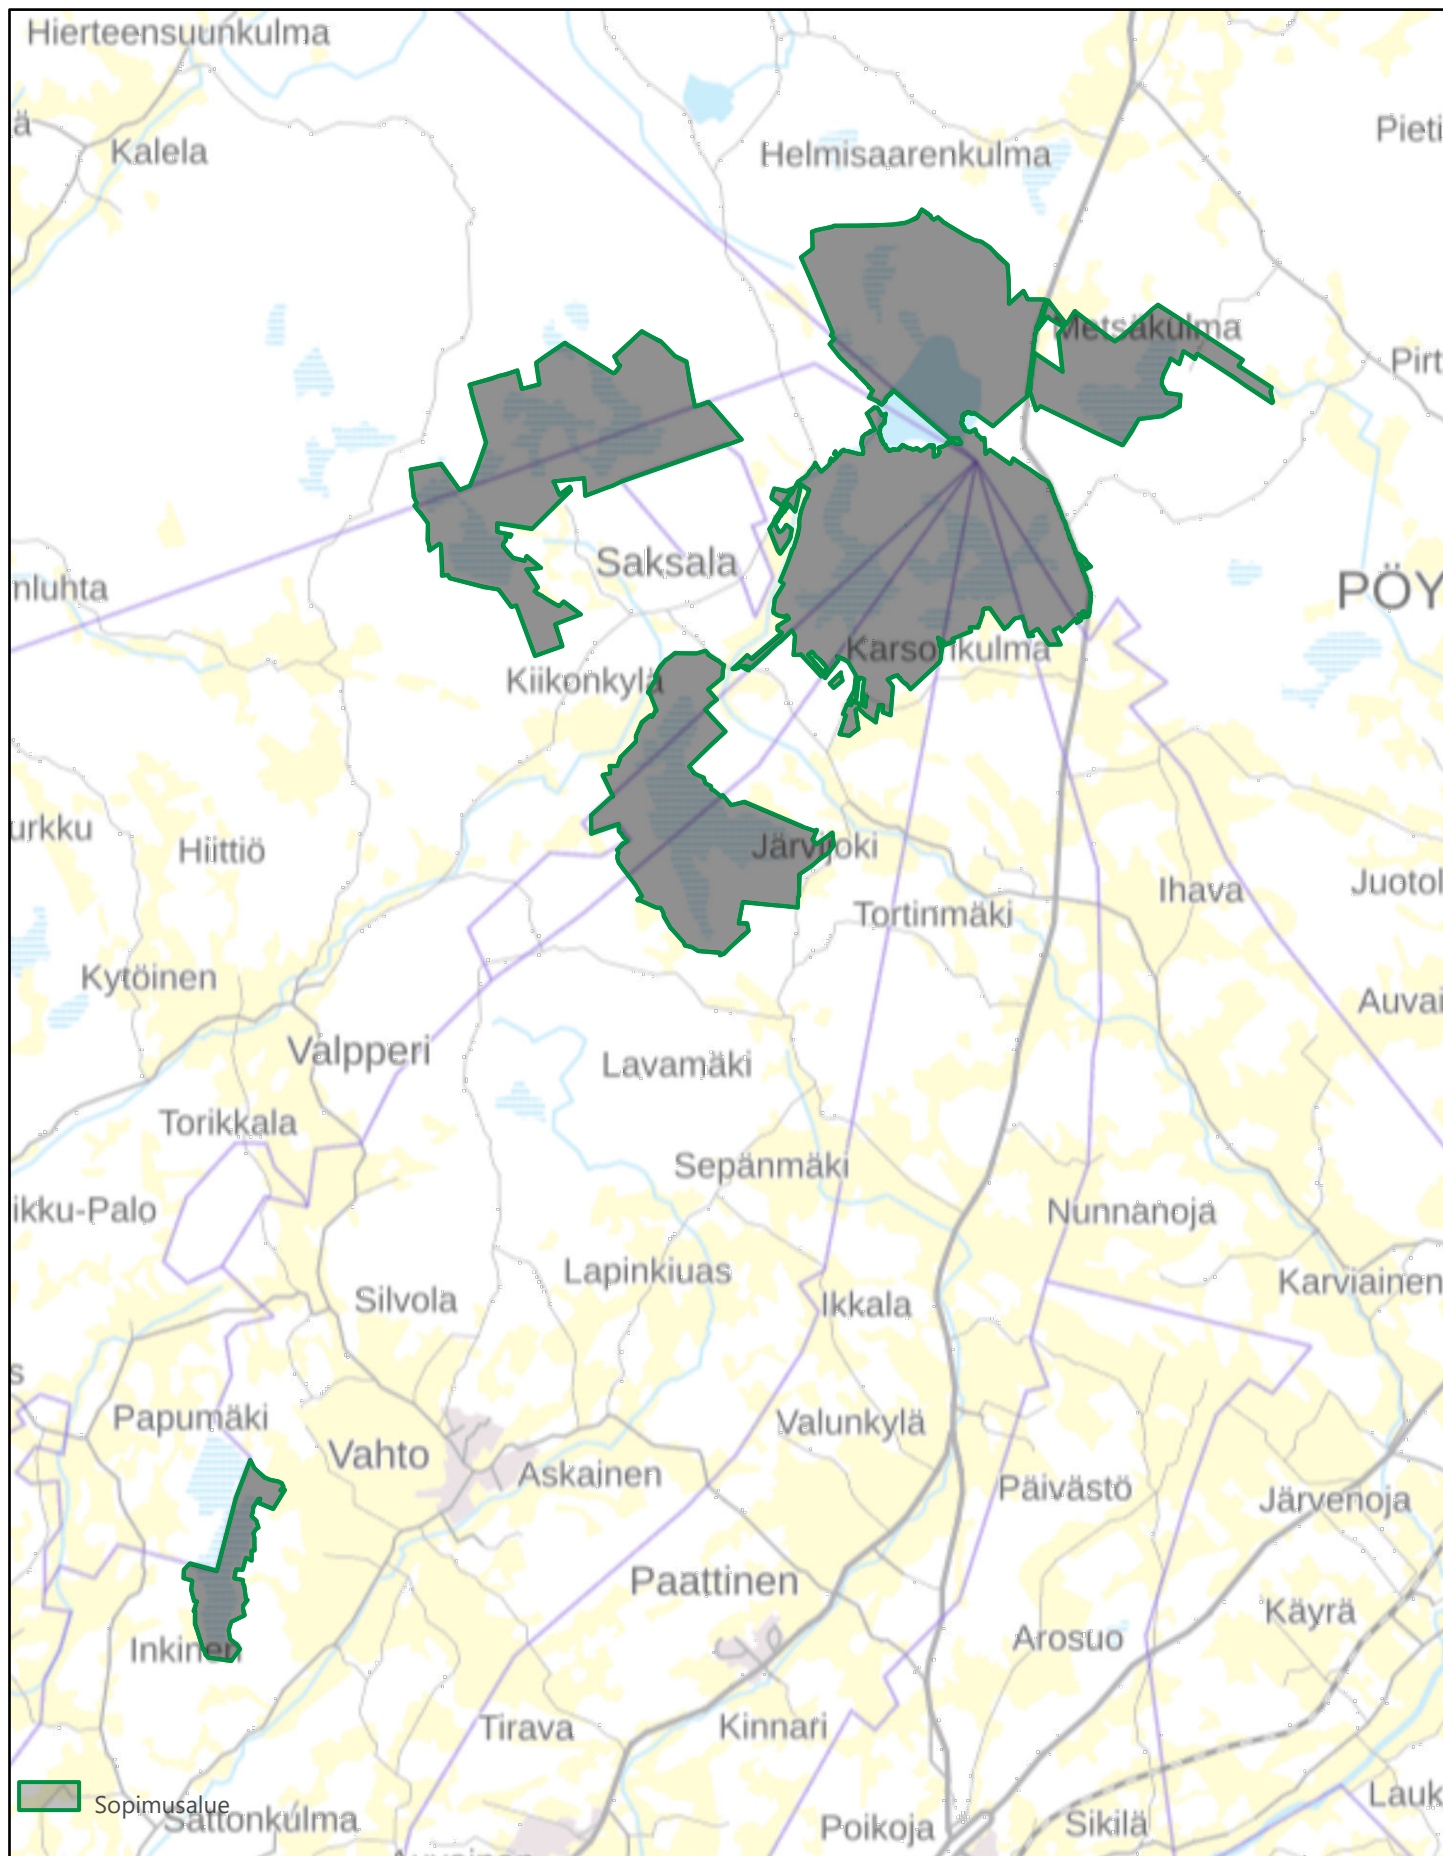 Hierteensuunkulma
ä
Kalela
Helmisaarenkulma
Pieti
Metsäkulma
Pirt
Saksala
nluhta
PÖY
Karsonkulma
Kiikonkylä
urkku
Hiittiö
Järvijoki
Juotol
Ihava
Tortinmäki
Kytöinen
Auvai
Valpperi
Lavamäki
Torikkala
Sepänmäki
ikku-Palo
Nunnanoja
Lapinkiuas
Karviainen
Silvola
Ikkala
s
Papumäki
Valunkylä
Vahto
Askainen
Päivästö
Järvenoja
Paattinen
Käyrä
Arosuo
Inkinen
Tirava
Kinnari
Lauk
Sopimusalue
Sattonkulma
Poikoja
Sikilä